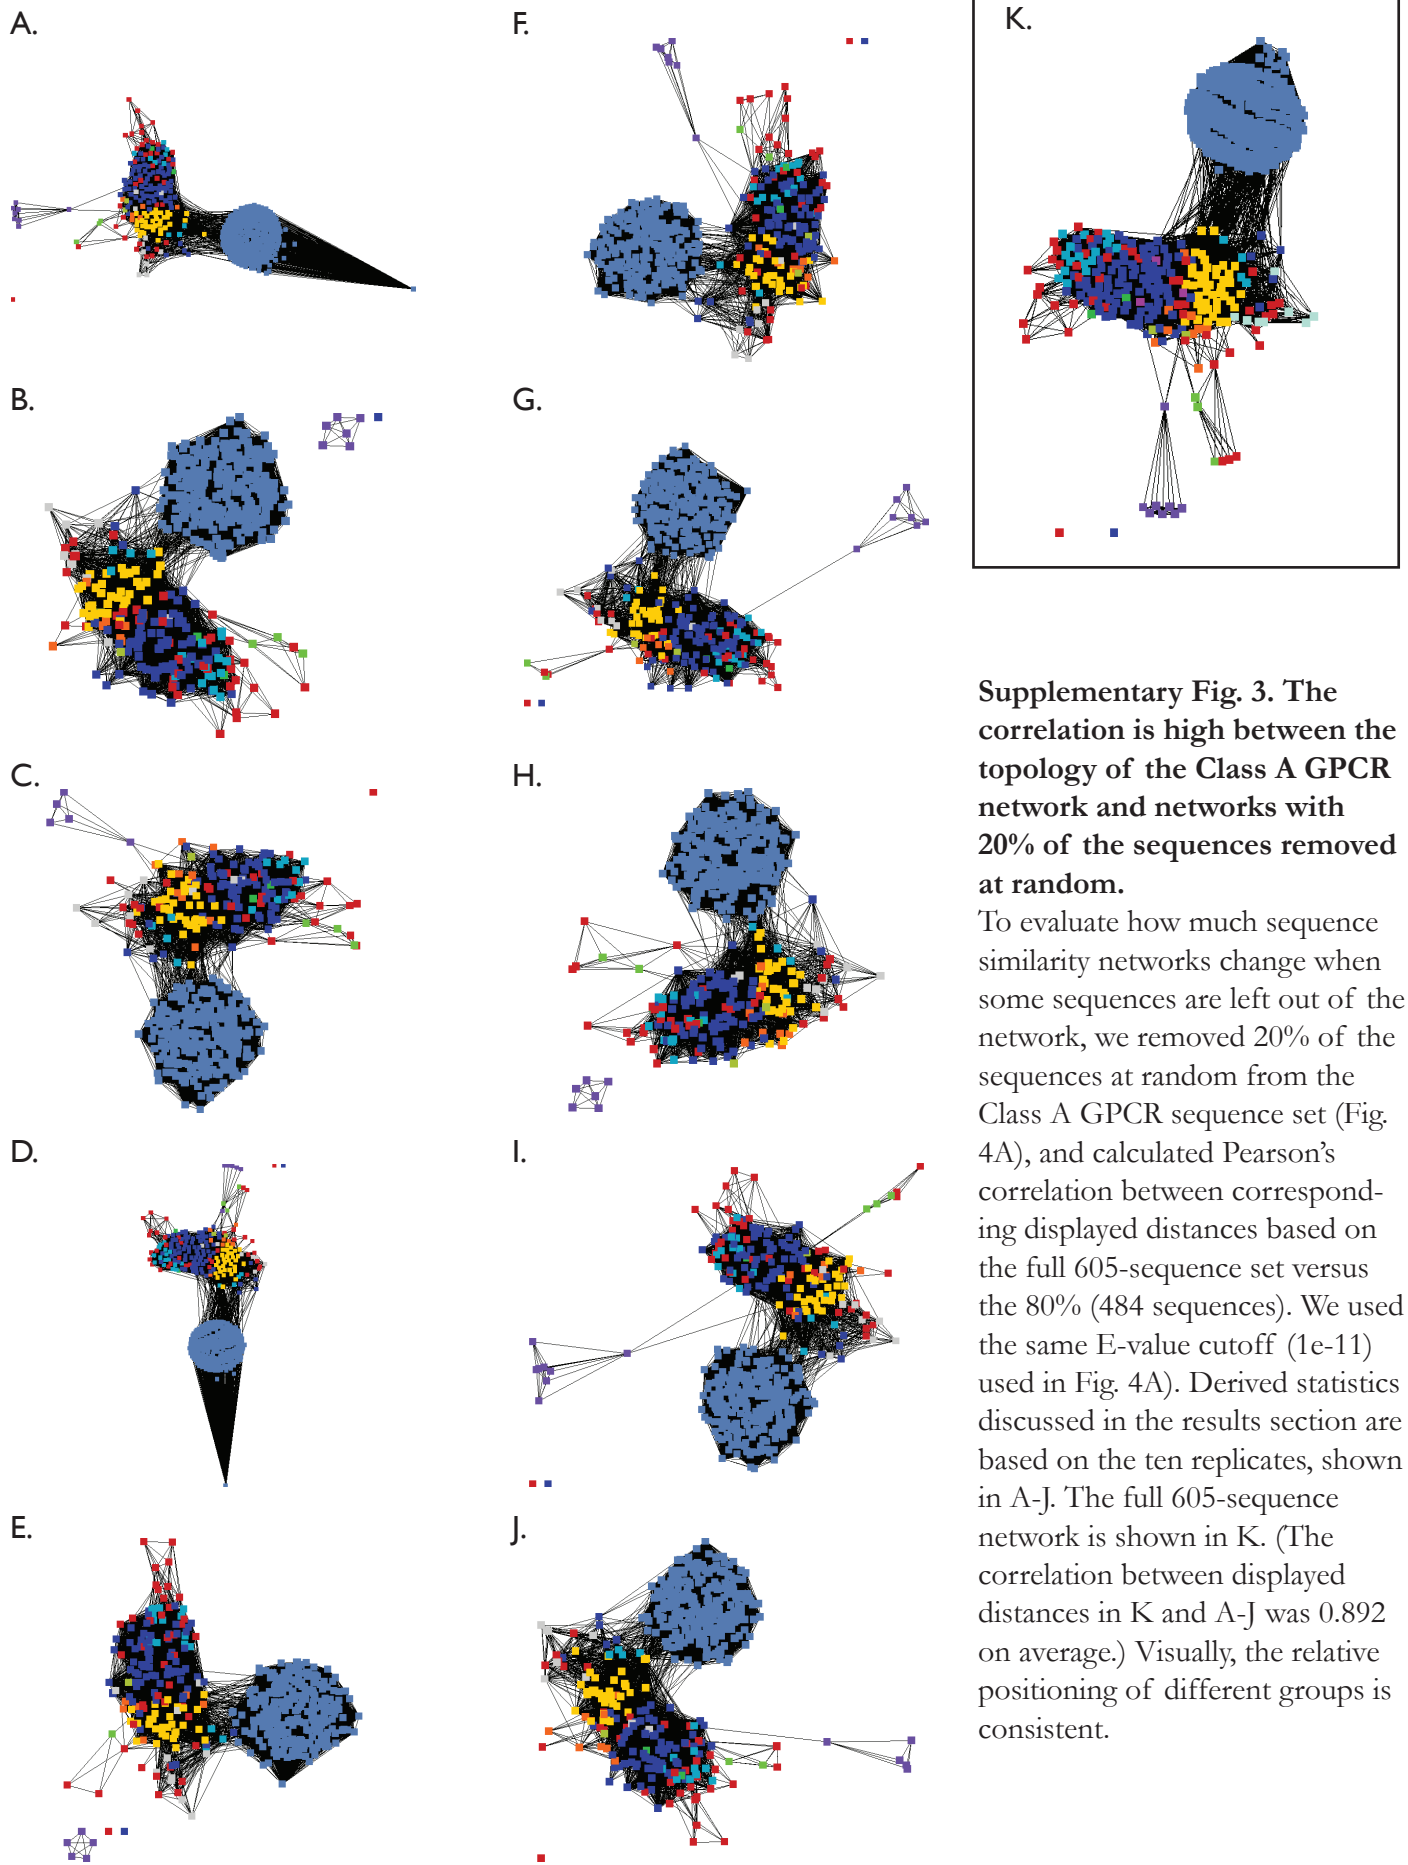 A.
B.
C.
D.
E.
F.
G.
H.
I.
J.
K.
Supplementary Fig. 3. The
correlation is high between the
topology of the Class A GPCR
network and networks with
20% of the sequences removed
at random.
To evaluate how much sequence
similarity networks change when
some sequences are left out of the
network, we removed 20% of the
sequences at random from the
Class A GPCR sequence set (Fig.
4A), and calculated Pearson’s
correlation between correspond-
ing displayed distances based on
the full 605-sequence set versus
the 80% (484 sequences). We used
the same E-value cutoff (1e-11)
used in Fig. 4A). Derived statistics
discussed in the results section are
based on the ten replicates, shown
in A-J. The full 605-sequence
network is shown in K. (The
correlation between displayed
distances in K and A-J was 0.892
on average.) Visually, the relative
positioning of different groups is
consistent.